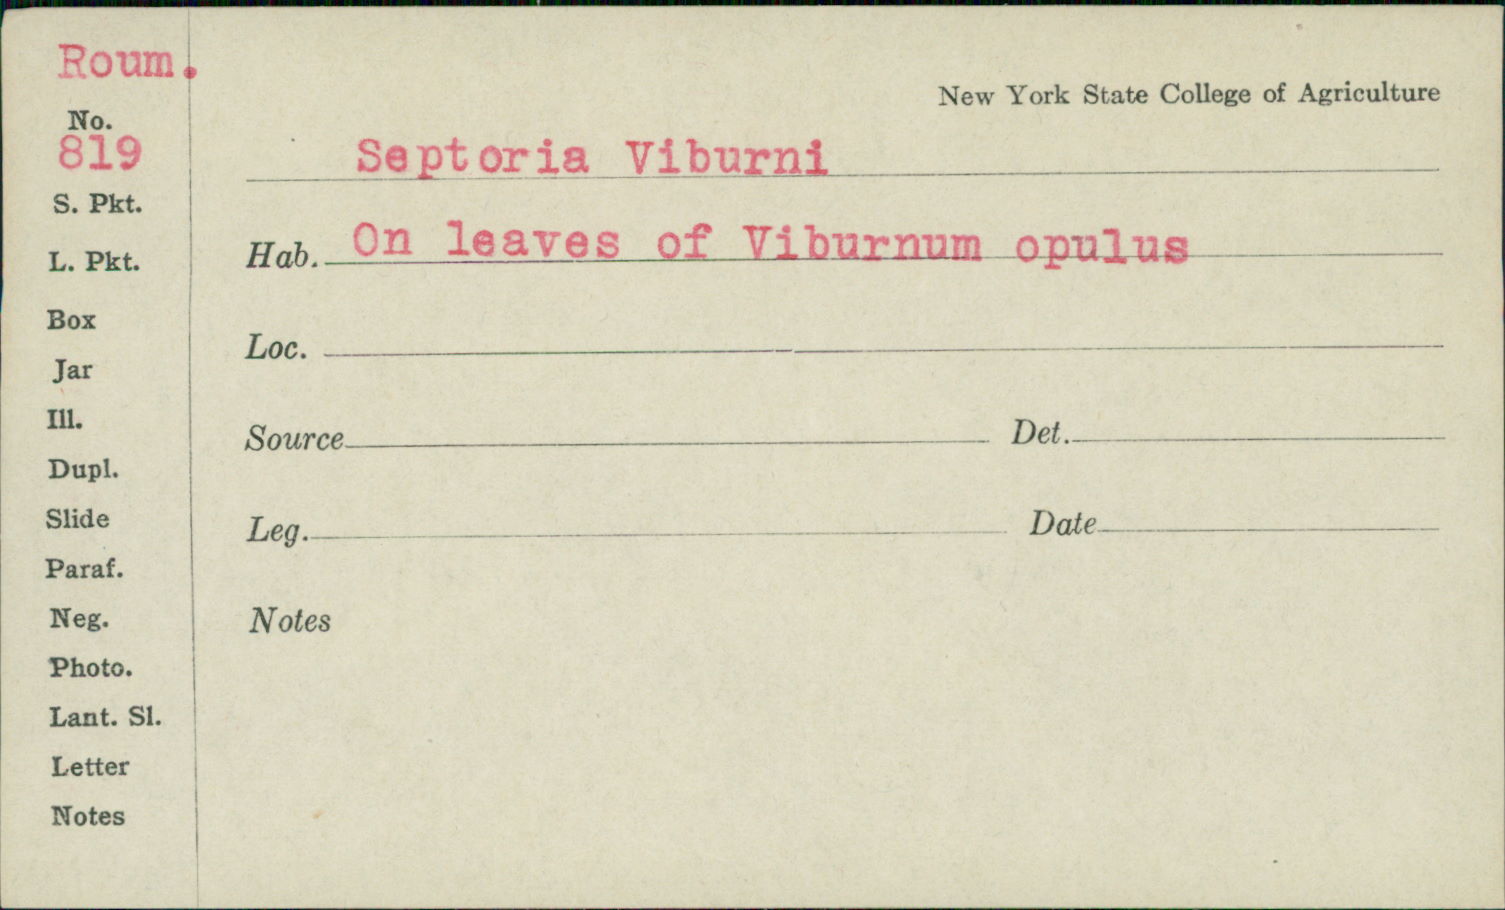 Roum.
New York State College of Agriculture
No.
819
Septoria Viburni
S. Pkt.
Hab. On leaves of Viburnum opulus
L. Pkt.
Box
Loc.
Jar
Ill.
Source Det.
Dupl.
Slide
Leg. Date
Paraf.
Neg.
Notes
Photo.
Lant. Sl.
Letter
Notes